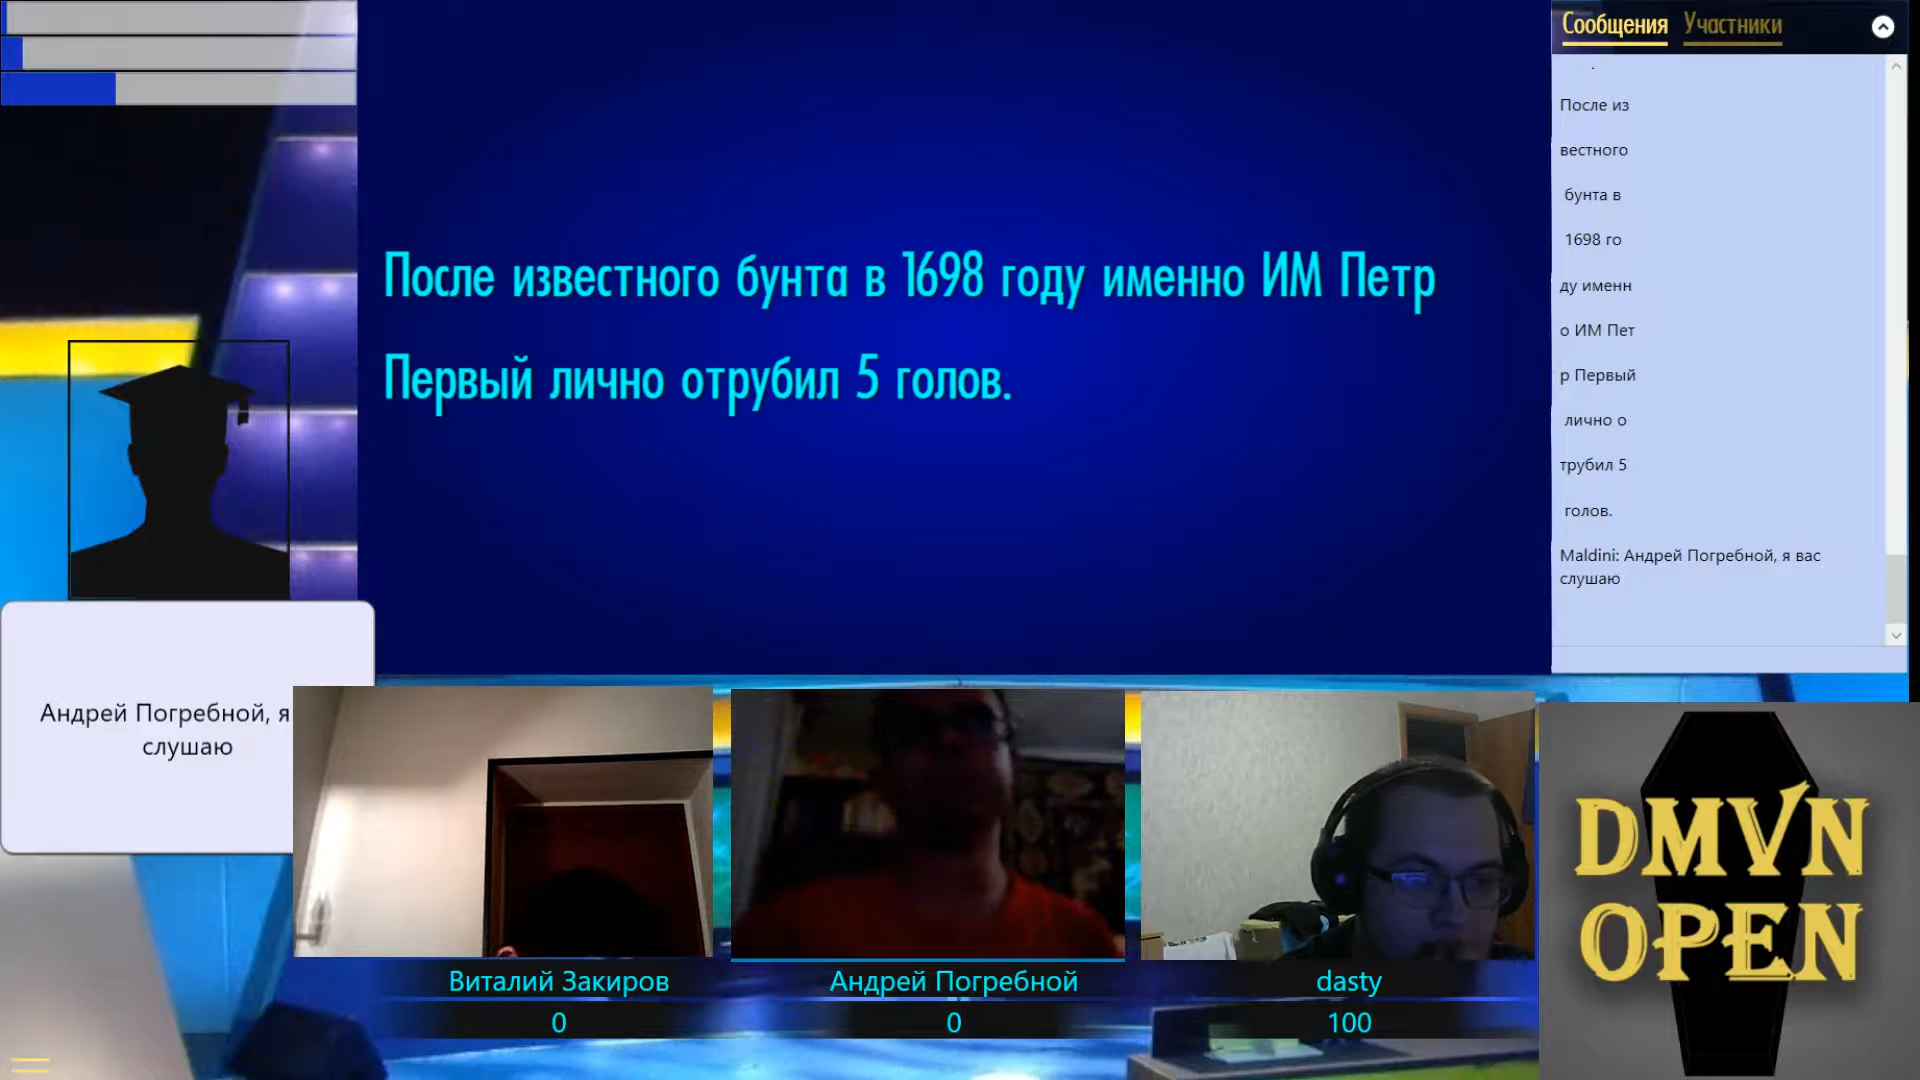 После известного бунта в 1698 году именно ИМ Петр
Первый лично отрубил 5 голов.
Сообщения Участники
После из
вестного
бунта в
1698 го
ду именн
о ИМ Пет
р Первый
лично о
трубил 5
голов.
Maldini: Андрей Погребной, я вас
слушаю
Андрей Погребной, я
слушаю
Виталий Закиров
0
Андрей Погребной
0
dasty
100
DMVN
OPEN